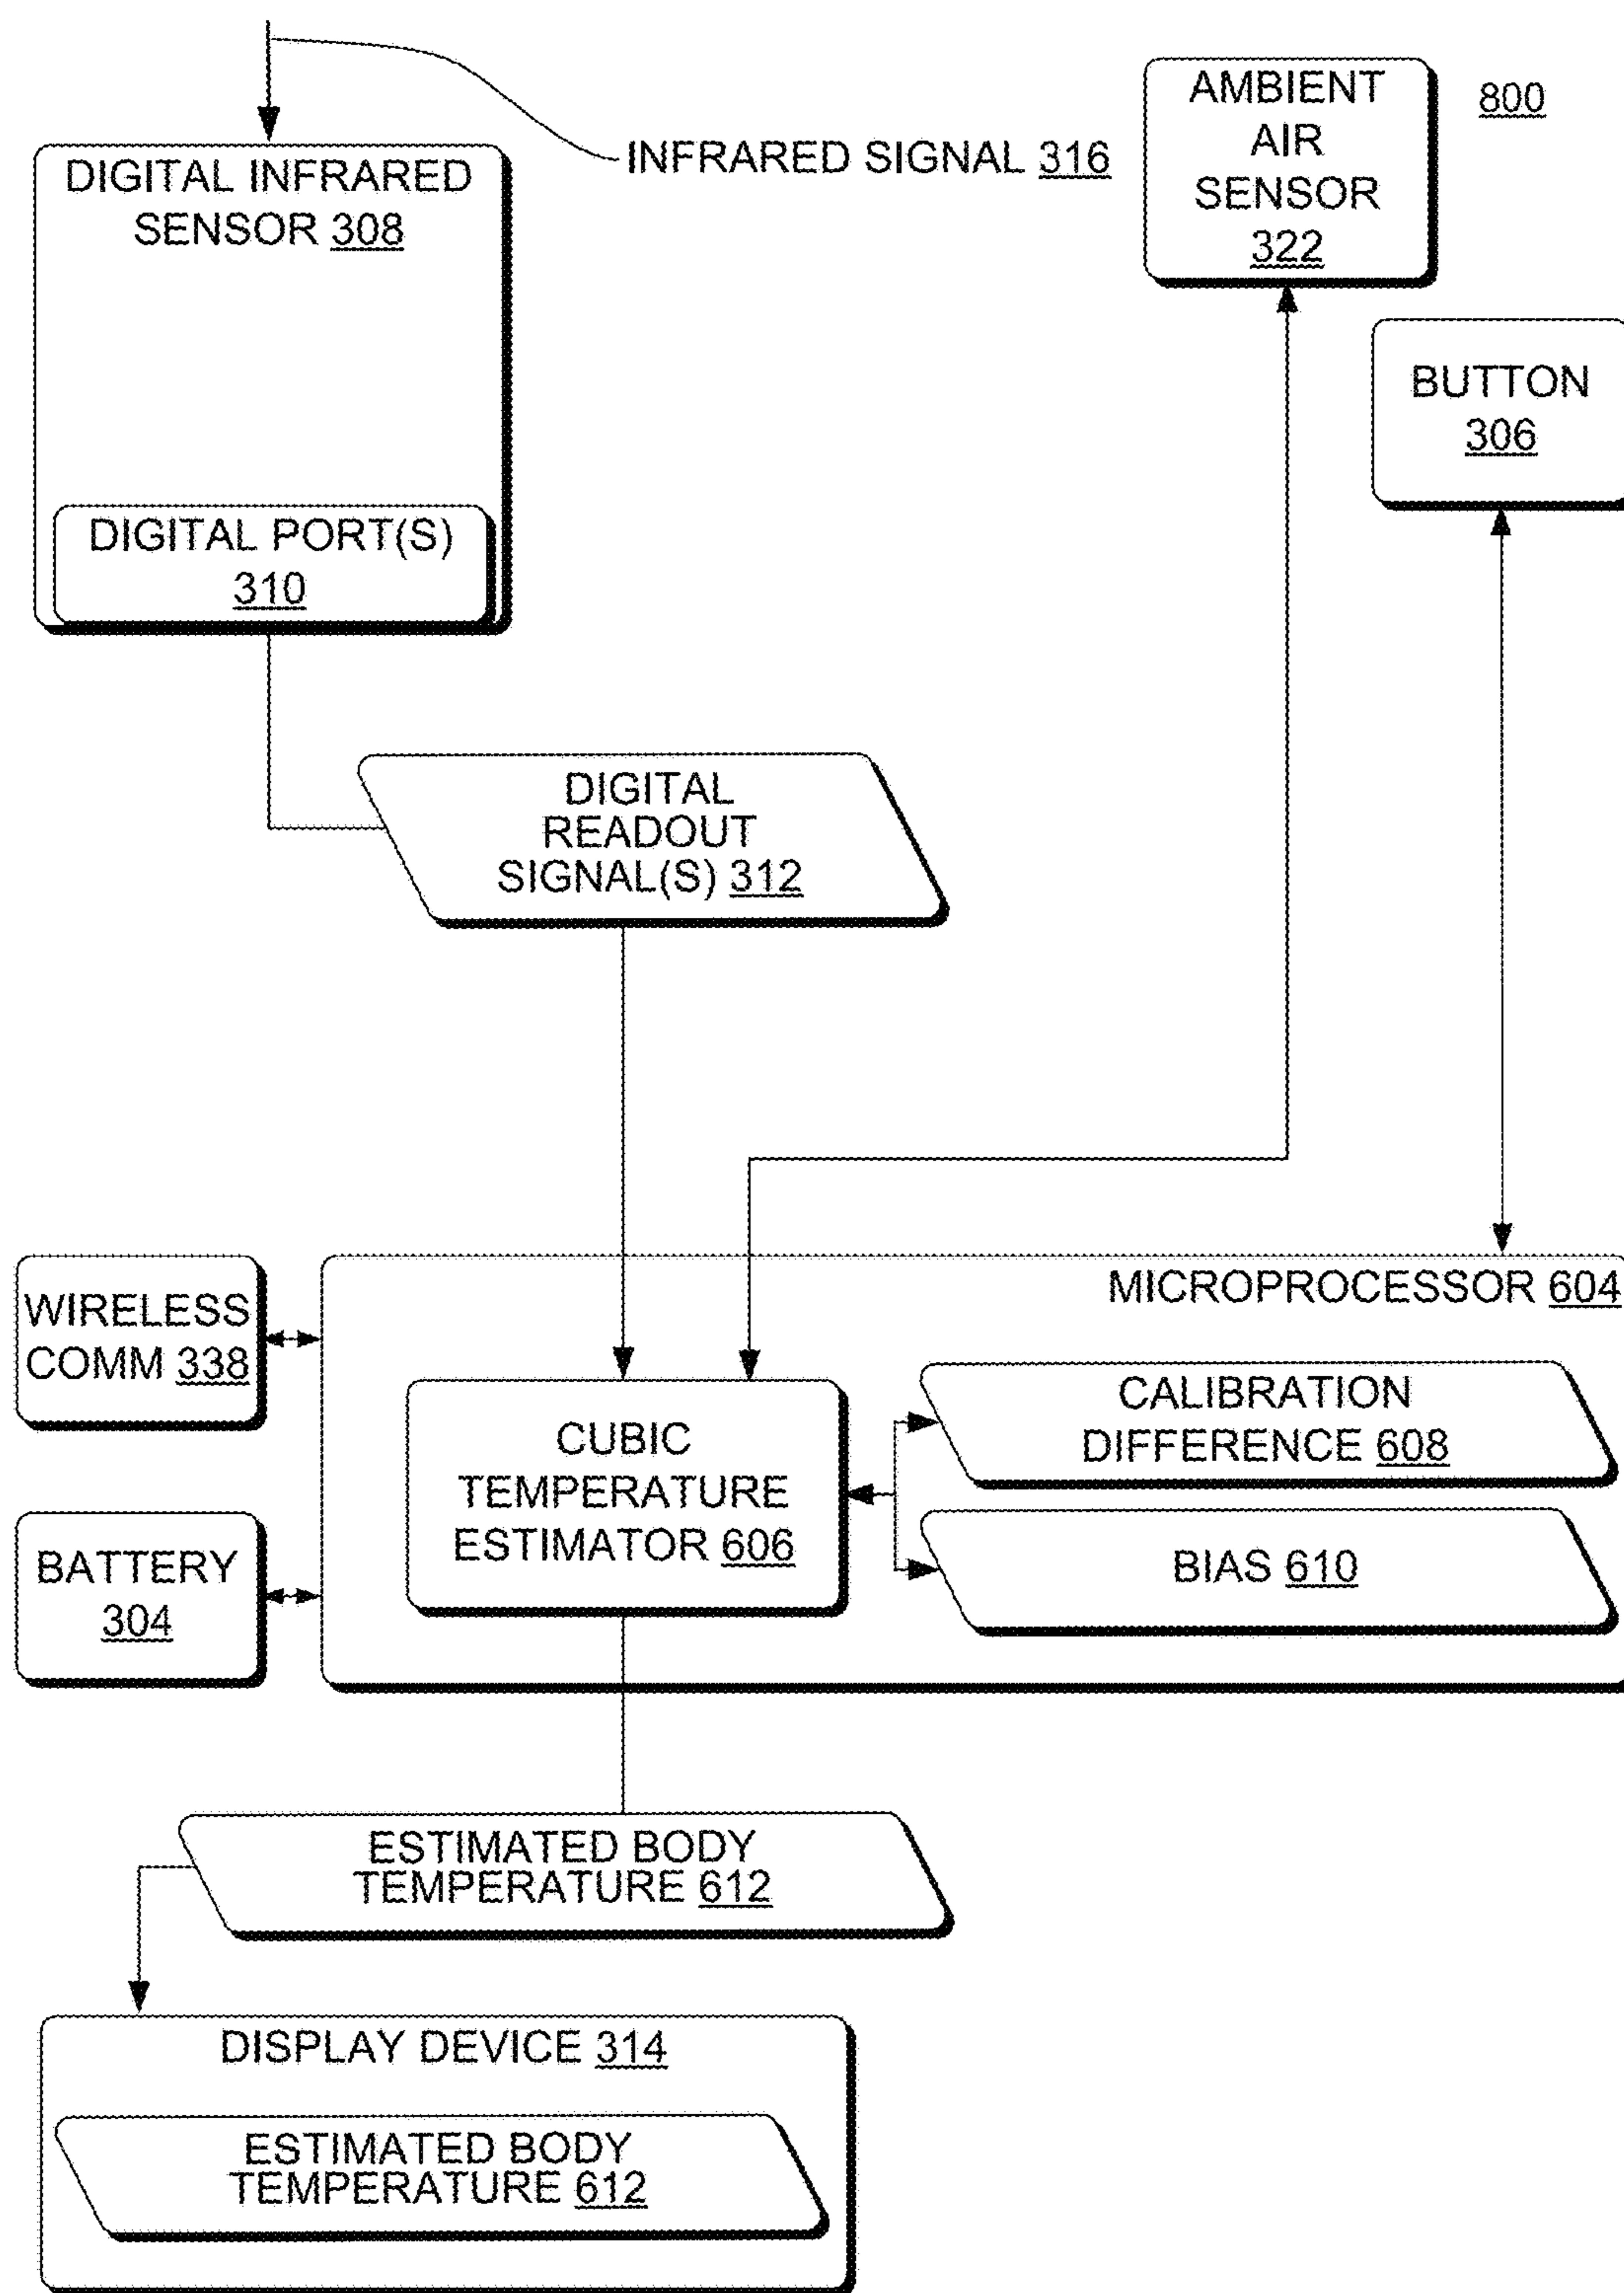 AMBIENT
AIR
SENSOR
322
800
INFRARED SIGNAL 316
DIGITAL INFRARED
SENSOR 308
BUTTON
306
DIGITAL PORT(S)
310
DIGITAL
READOUT
SIGNAL(S) 312
MICROPROCESSOR 604
WIRELESS
COMM 338
CALIBRATION
DIFFERENCE 608
CUBIC
TEMPERATURE
ESTIMATOR 606
BATTERY
304
BIAS 610
ESTIMATED BODY
TEMPERATURE 612
DISPLAY DEVICE 314
ESTIMATED BODY
TEMPERATURE 612